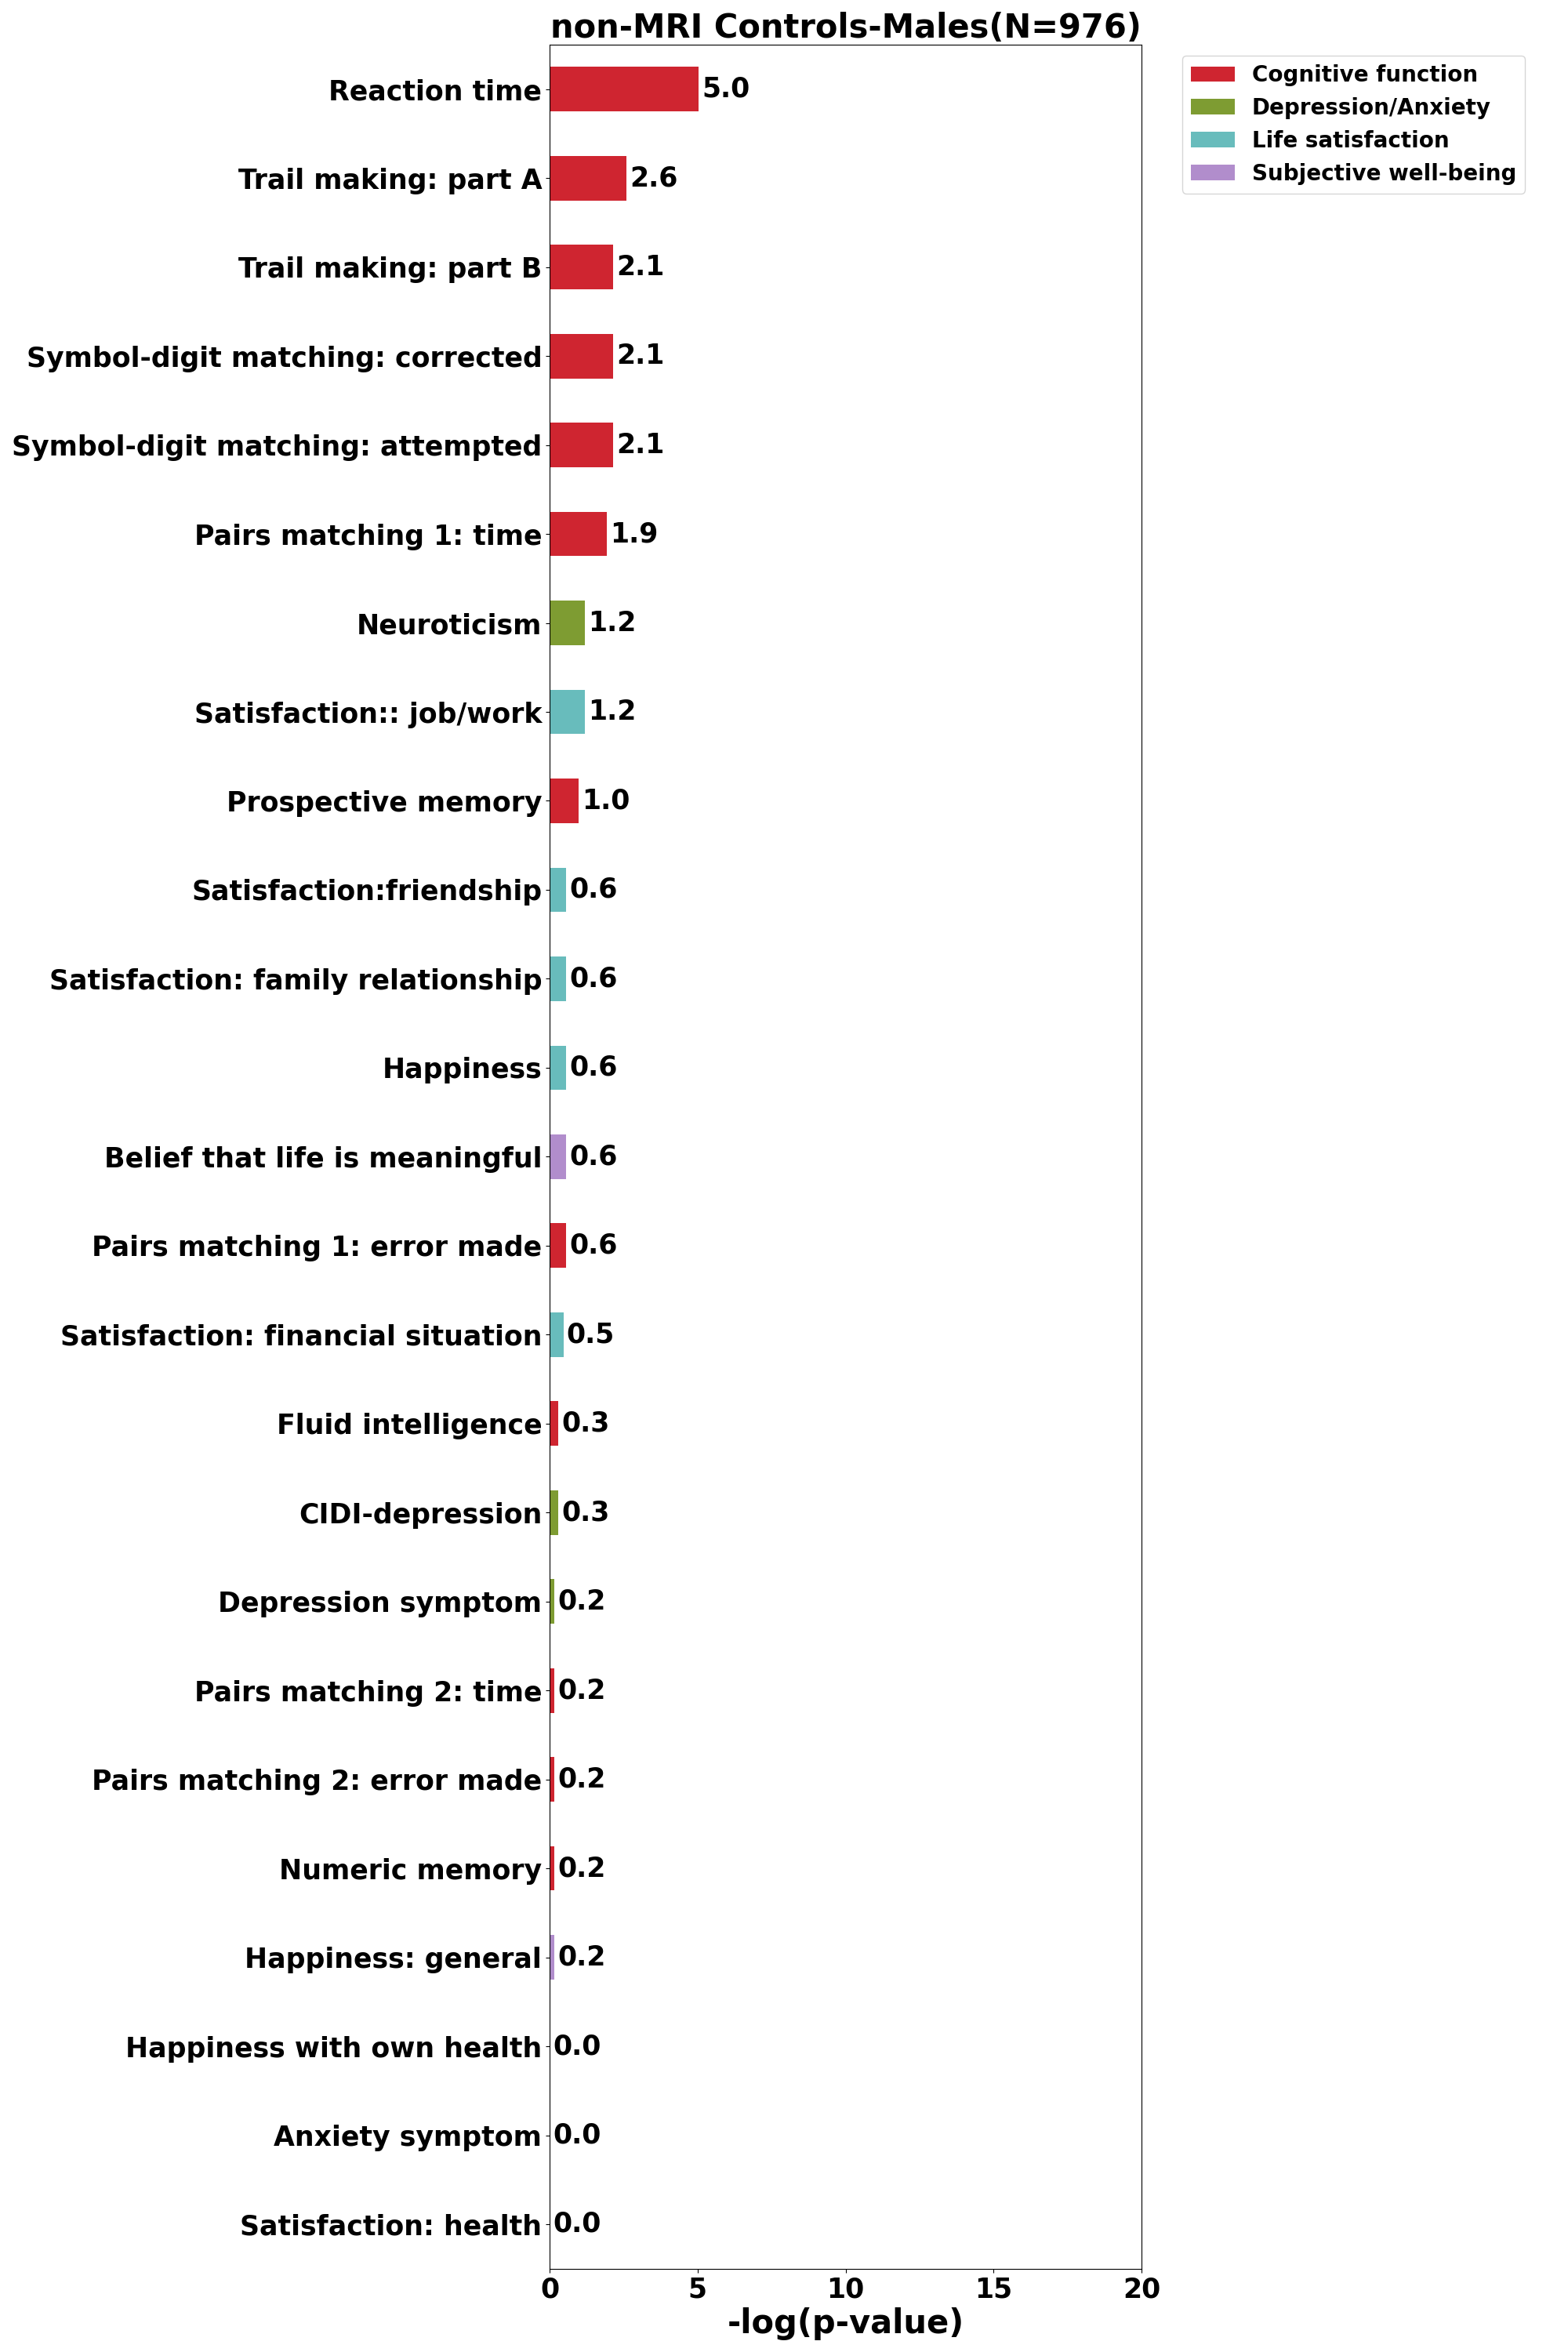 non-MRI Controls-Males(N=976)
Cognitive function
Depression/Anxiety
Life satisfaction
Subjective well-being
Reaction time 5.0
Trail making: part A 2.6
Trail making: part B 2.1
Symbol-digit matching: corrected 2.1
Symbol-digit matching: attempted 2.1
Pairs matching 1: time 1.9
Neuroticism 1.2
Satisfaction:: job/work 1.2
Prospective memory 1.0
Satisfaction:friendship 0.6
Satisfaction: family relationship 0.6
Happiness 0.6
Belief that life is meaningful 0.6
Pairs matching 1: error made 0.6
Satisfaction: financial situation 0.5
Fluid intelligence 0.3
CIDI-depression 0.3
Depression symptom 0.2
Pairs matching 2: time 0.2
Pairs matching 2: error made 0.2
Numeric memory 0.2
Happiness: general 0.2
Happiness with own health 0.0
Anxiety symptom 0.0
Satisfaction: health 0.0
0 5 10 15 20
-log(p-value)